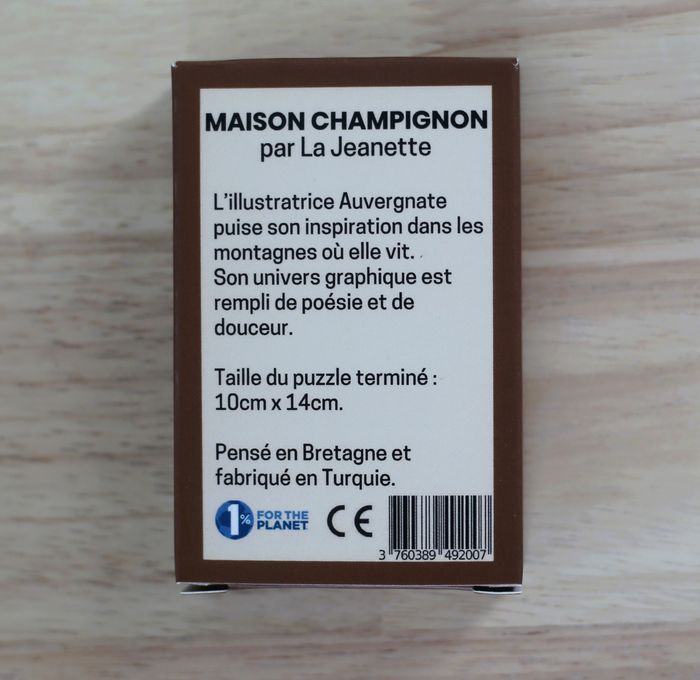 MAISON CHAMPIGNON
par La Jeanette
L'illustratrice Auvergnate
puise son inspiration dans les
montagnes où elle vit.
Son univers graphique est
rempli de poésie et de
douceur.
Taille du puzzle terminé :
10cm x 14cm.
Pensé en Bretagne et
fabriqué en Turquie.
1% FOR THE
PLANET
CE
3 760389 492007